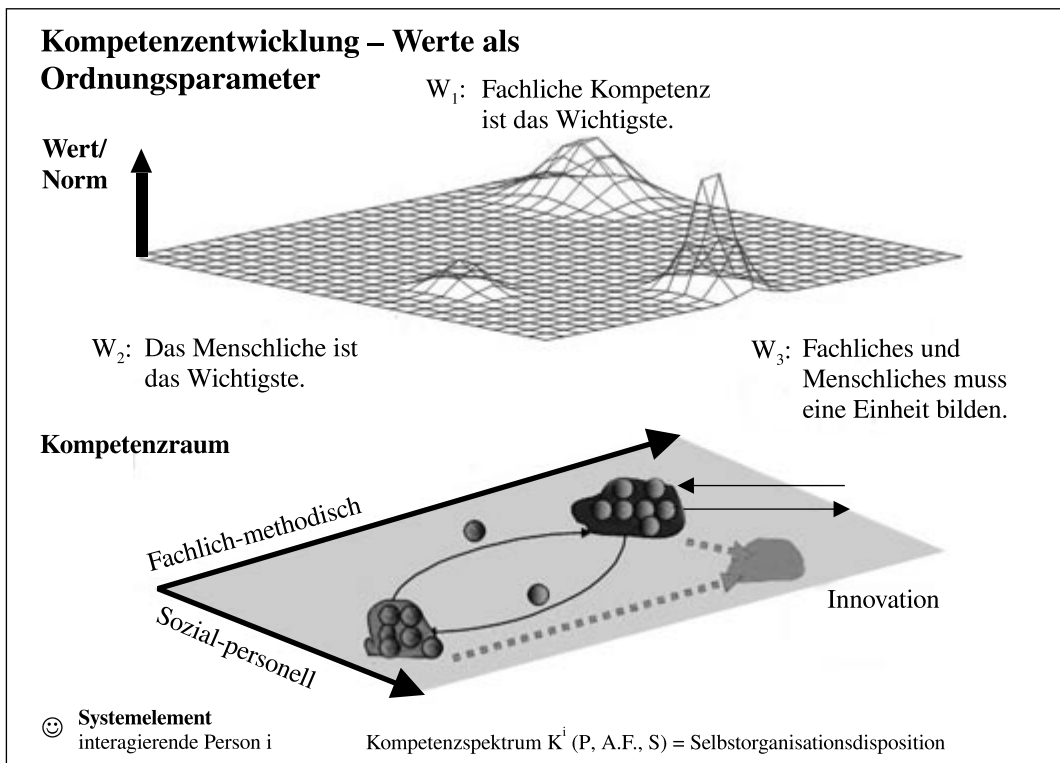 Kompetenzentwicklung – Werte als
Ordnungsparameter
W₁: Fachliche Kompetenz
ist das Wichtigste.
Wert/
Norm
W₂: Das Menschliche ist
das Wichtigste.
W₃: Fachliches und
Menschliches muss
eine Einheit bilden.
Kompetenzraum
Fachlich-methodisch
Sozial-personell
Innovation
Systemelement
interagierende Person i
Kompetenzspektrum Kⁱ (P, A.F., S) = Selbstorganisationsdisposition